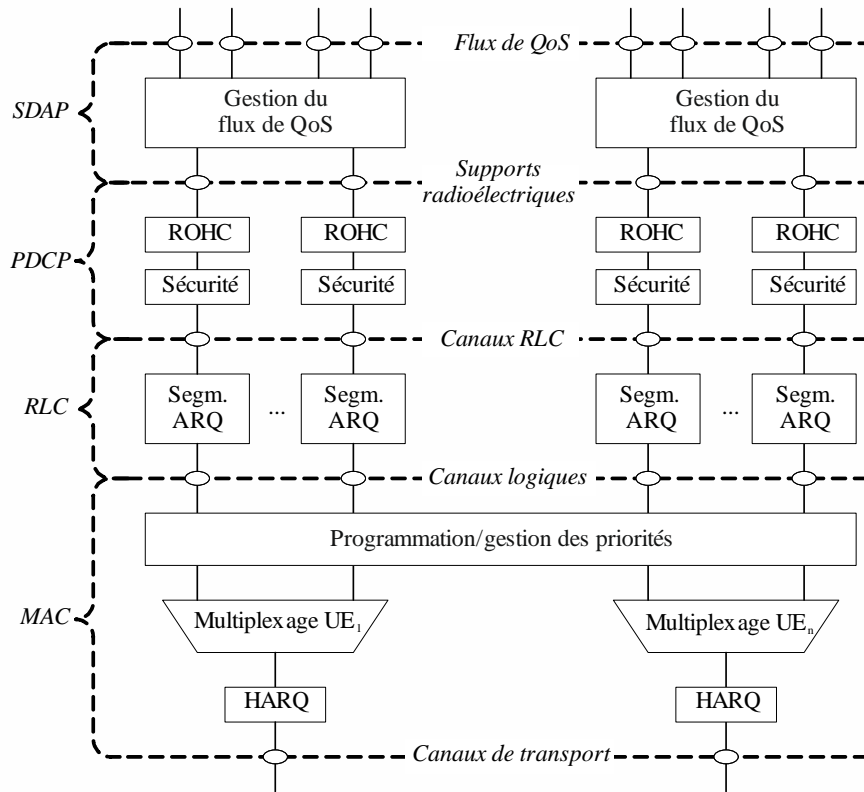 Flux de QoS
SDAP
Gestion du
flux de QoS
Gestion du
flux de QoS
Supports
radioélectriques
PDCP
ROHC
ROHC
ROHC
ROHC
Sécurité
Sécurité
Sécurité
Sécurité
Canaux RLC
RLC
Segm.
ARQ
...
Segm.
ARQ
Segm.
ARQ
...
Segm.
ARQ
Canaux logiques
Programmation/gestion des priorités
MAC
Multiplexage UE1
Multiplexage UEn
HARQ
HARQ
Canaux de transport